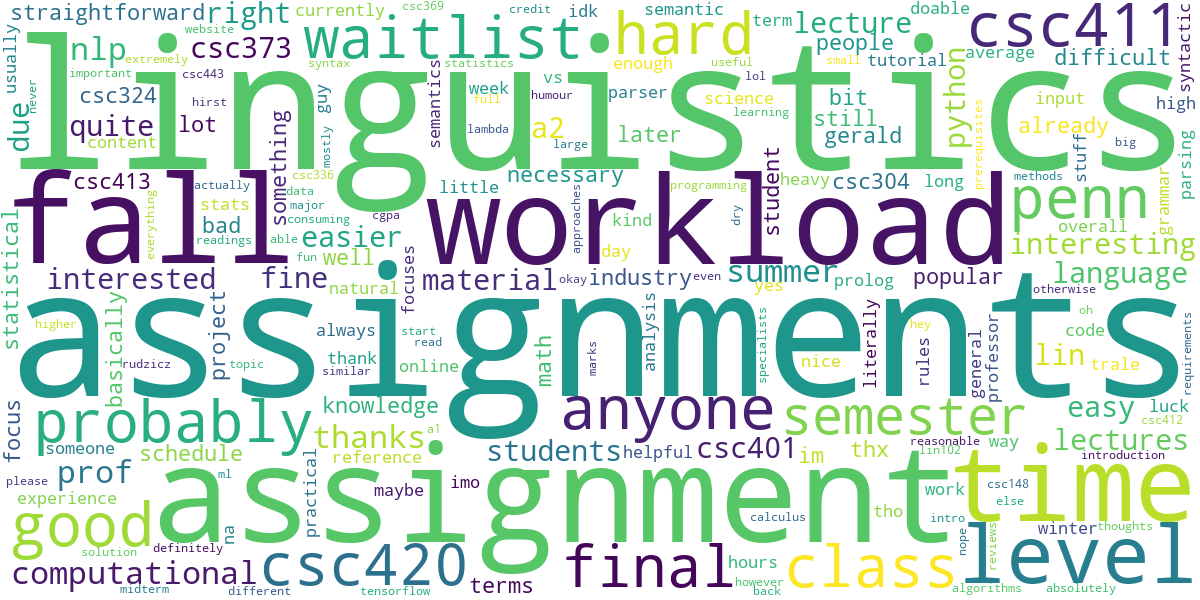 straightforward
right
currently
csc369
credit
idk
semantic
doable
usually
nlp
website
extremely
csc373
waitlist
hard
term
lecture
people
csc411
syntactic
linguistics
important
csc443
syntax
statistics
enough
useful
lol
small
tutorial
average
difficult
never
csc324
hirst
guy
semantics
week
vs
humour
parser
science
learning
bit
python
input
high
due
quite
lot
content
full
lambda
large
a2
later
still
gerald
already
big
stuff
parsing
something
mostly
necessary
prerequisites
fall
csc413
csc336
actually
stats
data
major
little
workload
approaches
programming
student
heavy
csc304
long
methods
penn
grammar
everything
bad
readings
consuming
able
cgpa
kind
dry
overall
statistical
easier
fun
well
focuses
day
interesting
interested
fine
material
okay
industry
even
summer
yes
prolog
popular
language
otherwise
natural
assignments
higher
basically
project
always
start
read
analysis
literally
rules
hey
general
professor
oh
code
requirements
rudzicz
topic
thank
similar
online
math
marks
specialists
nice
lin
trale
focus
probably
knowledge
anyone
semester
easy
luck
csc412
someone
schedule
thanks
a1
students
helpful
csc401
im
thx
reasonable
way
lectures
lin102
introduction
please
prof
ml
reference
practical
maybe
imo
assignment
time
experience
work
csc148
else
good
na
calculus
tho
intro
nope
reviews
winter
thoughts
solution
definitely
hours
level
computational
csc420
terms
final
however
back
class
midterm
different
tensorflow
algorithms
absolutely